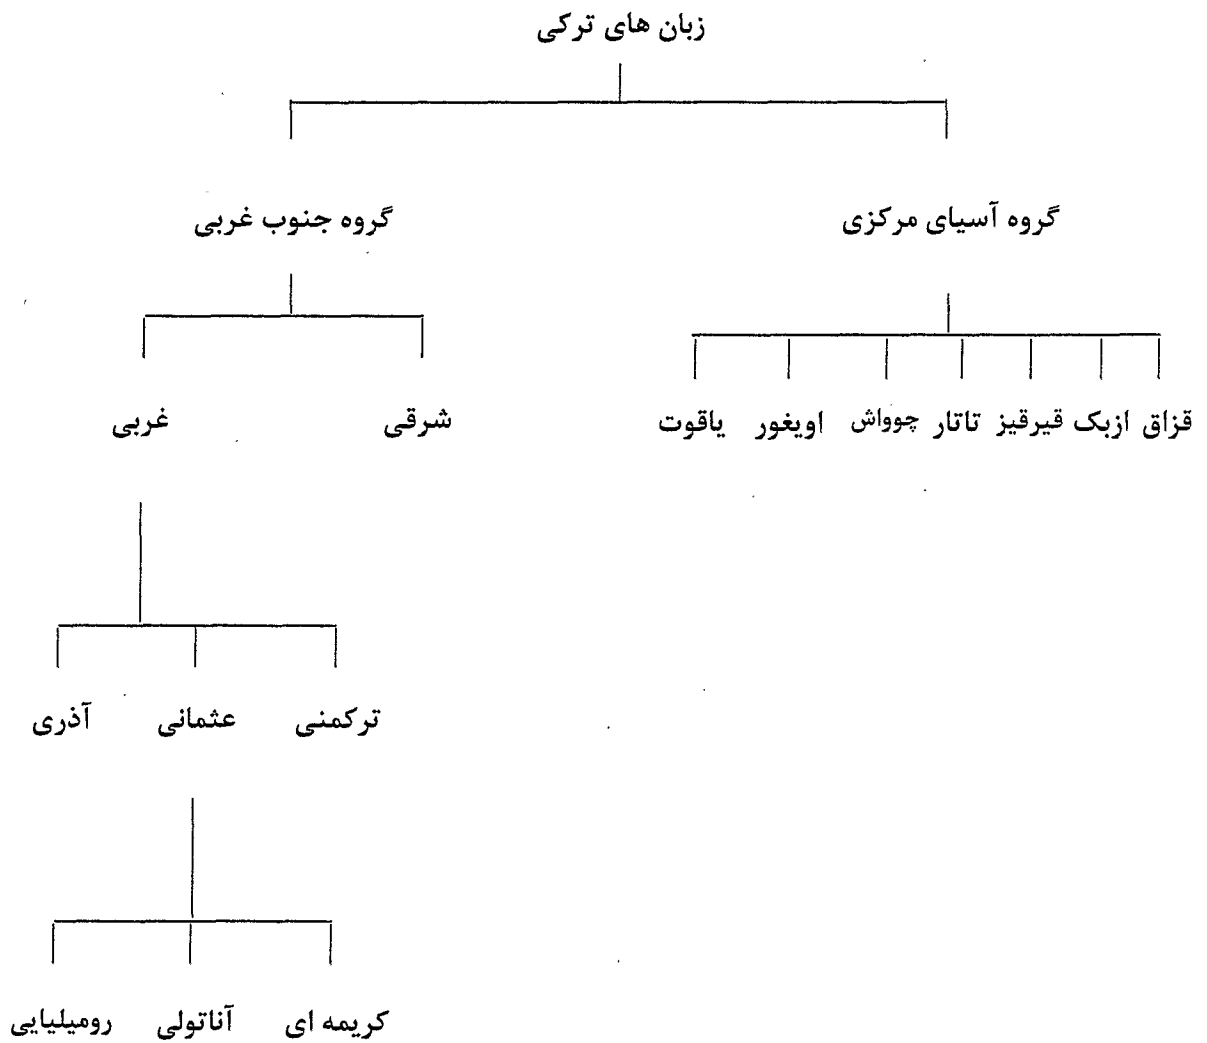 زبان های ترکی
گروه آسیای مرکزی
گروه جنوب غربی
قزاق ازبک قیرقیز تاتار چوواش اویغور یاقوت
شرقی
غربی
ترکمنی عثمانی آذری
کریمه ای آناتولی رومیلیایی